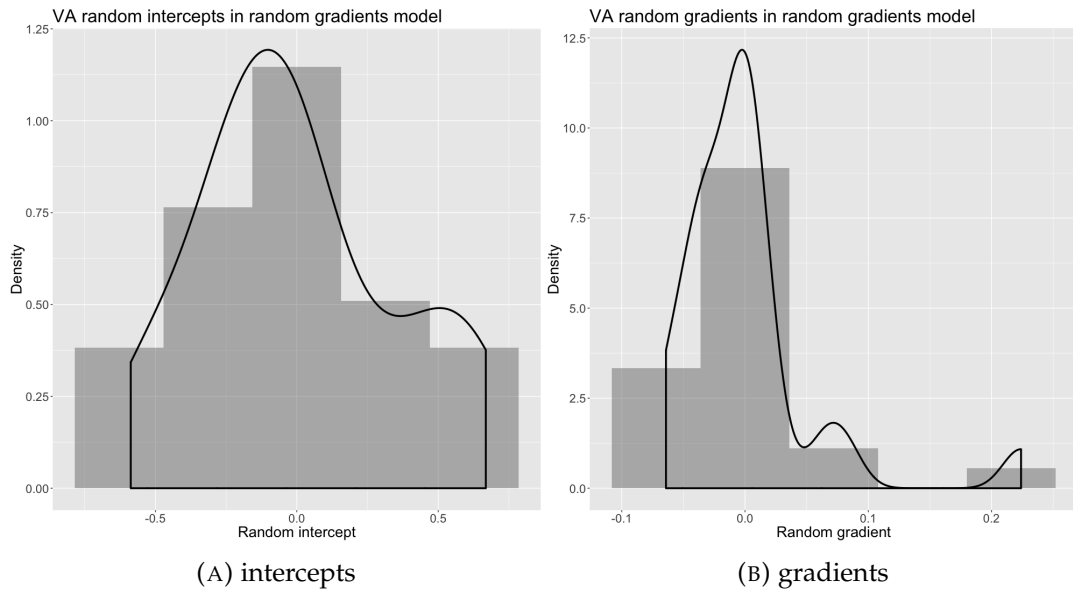 VA random intercepts in random gradients model
1.25
1.00
0.75
0.50
0.25
0.00
Density
-0.5
0.0
0.5
Random intercept
(A) intercepts
VA random gradients in random gradients model
12.5
10.0
7.5
5.0
2.5
0.0
Density
-0.1
0.0
0.1
0.2
Random gradient
(B) gradients